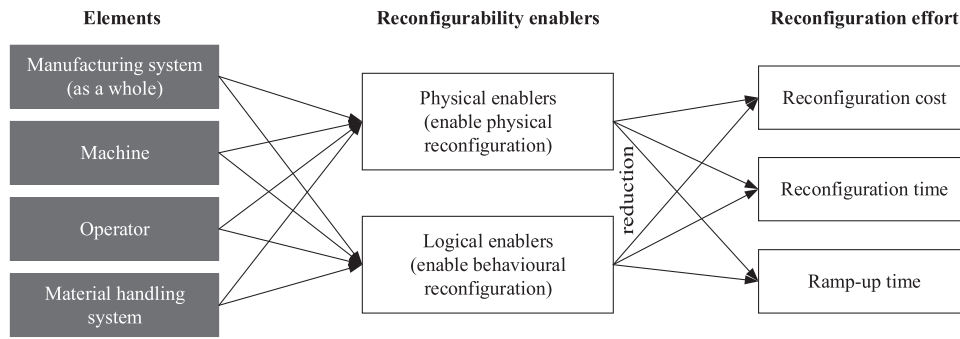 Elements
Manufacturing system
(as a whole)
Machine
Operator
Material handling
system
Reconfigurability enablers
Physical enablers
(enable physical
reconfiguration)
Logical enablers
(enable behavioural
reconfiguration)
reduction
Reconfiguration effort
Reconfiguration cost
Reconfiguration time
Ramp-up time